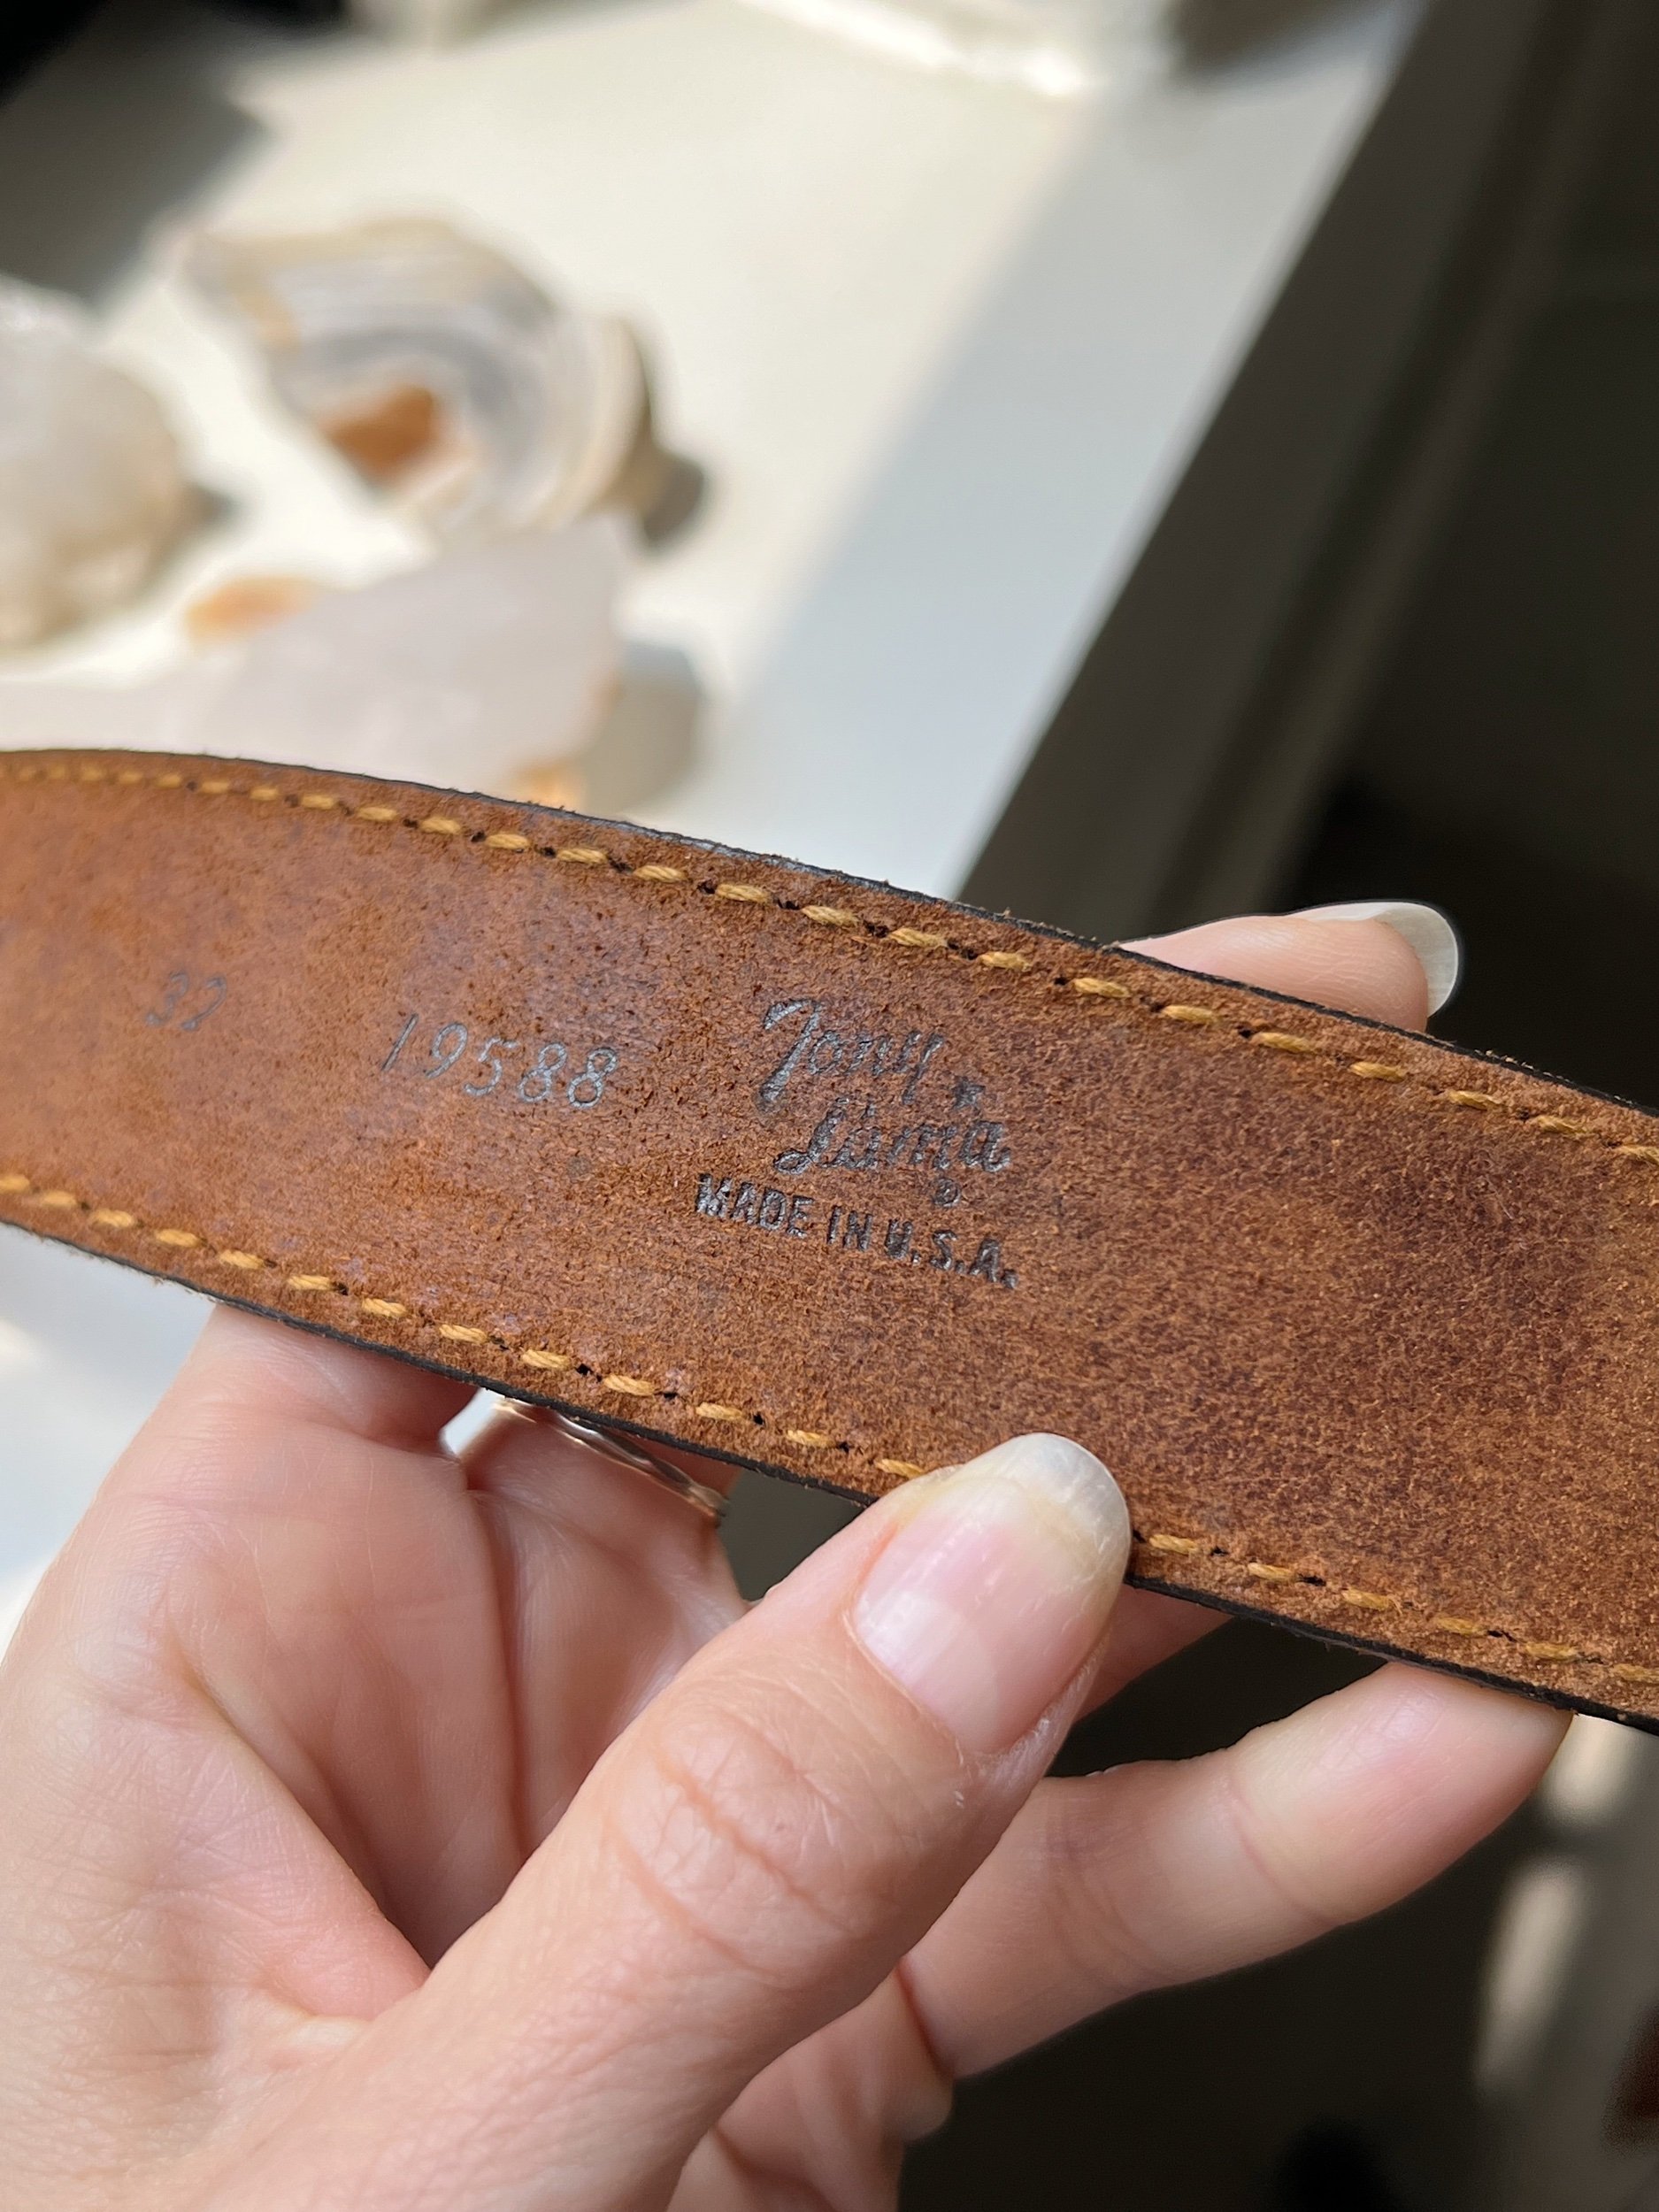 32
19588
Tony
Lama
®
MADE IN U.S.A.